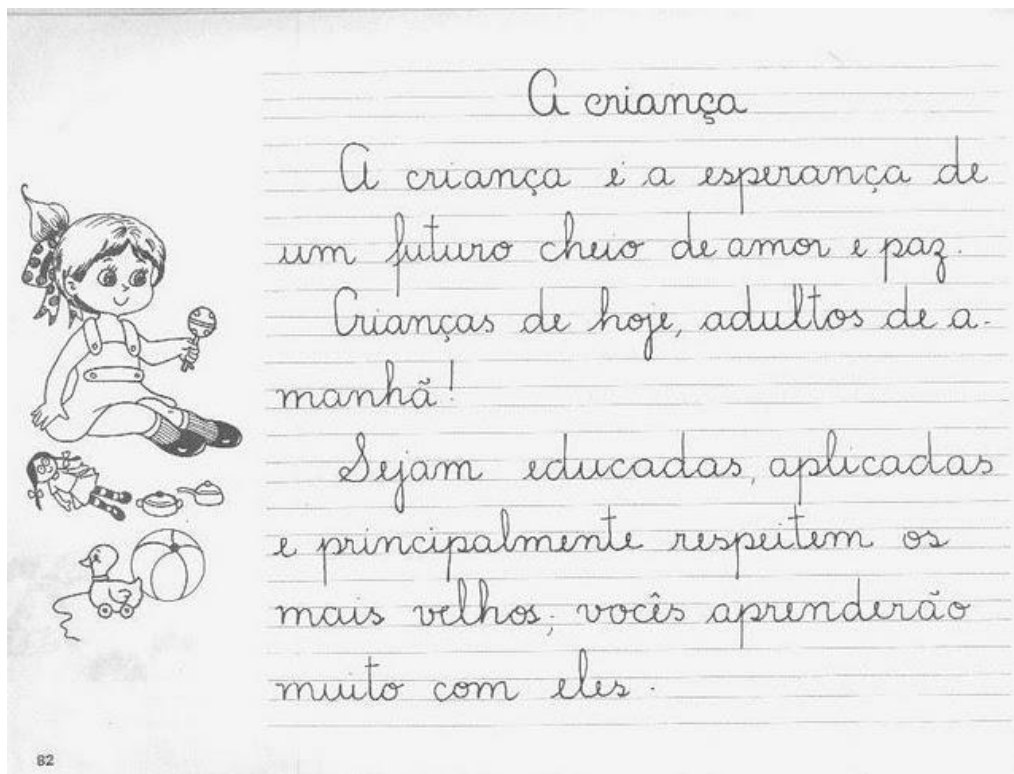 A criança
A criança é a esperança de
um futuro cheio de amor e paz.
Crianças de hoje, adultos de a-
manhã!
Sejam educadas, aplicadas
e principalmente respeitem os
mais velhos; vocês aprenderão
muito com eles.
82